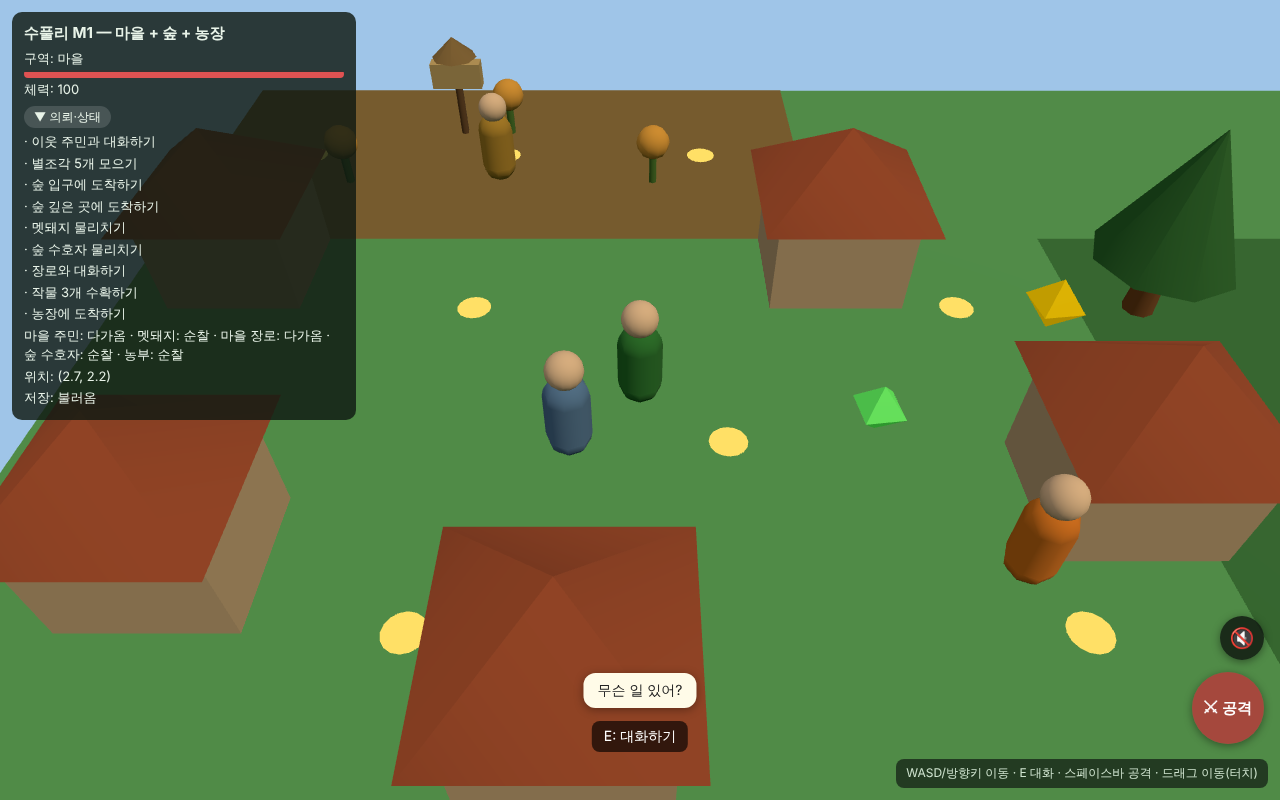 수풀리 M1 — 마을 + 숲 + 농장
구역: 마을
체력: 100
▼ 의뢰·상태
· 이웃 주민과 대화하기
· 별조각 5개 모으기
· 숲 입구에 도착하기
· 숲 깊은 곳에 도착하기
· 멧돼지 물리치기
· 숲 수호자 물리치기
· 장로와 대화하기
· 작물 3개 수확하기
· 농장에 도착하기
마을 주민: 다가옴 · 멧돼지: 순찰 · 마을 장로: 다가옴 ·
숲 수호자: 순찰 · 농부: 순찰
위치: (2.7, 2.2)
저장: 불러옴
무슨 일 있어?
E: 대화하기
⚔ 공격
WASD/방향키 이동 · E 대화 · 스페이스바 공격 · 드래그 이동(터치)